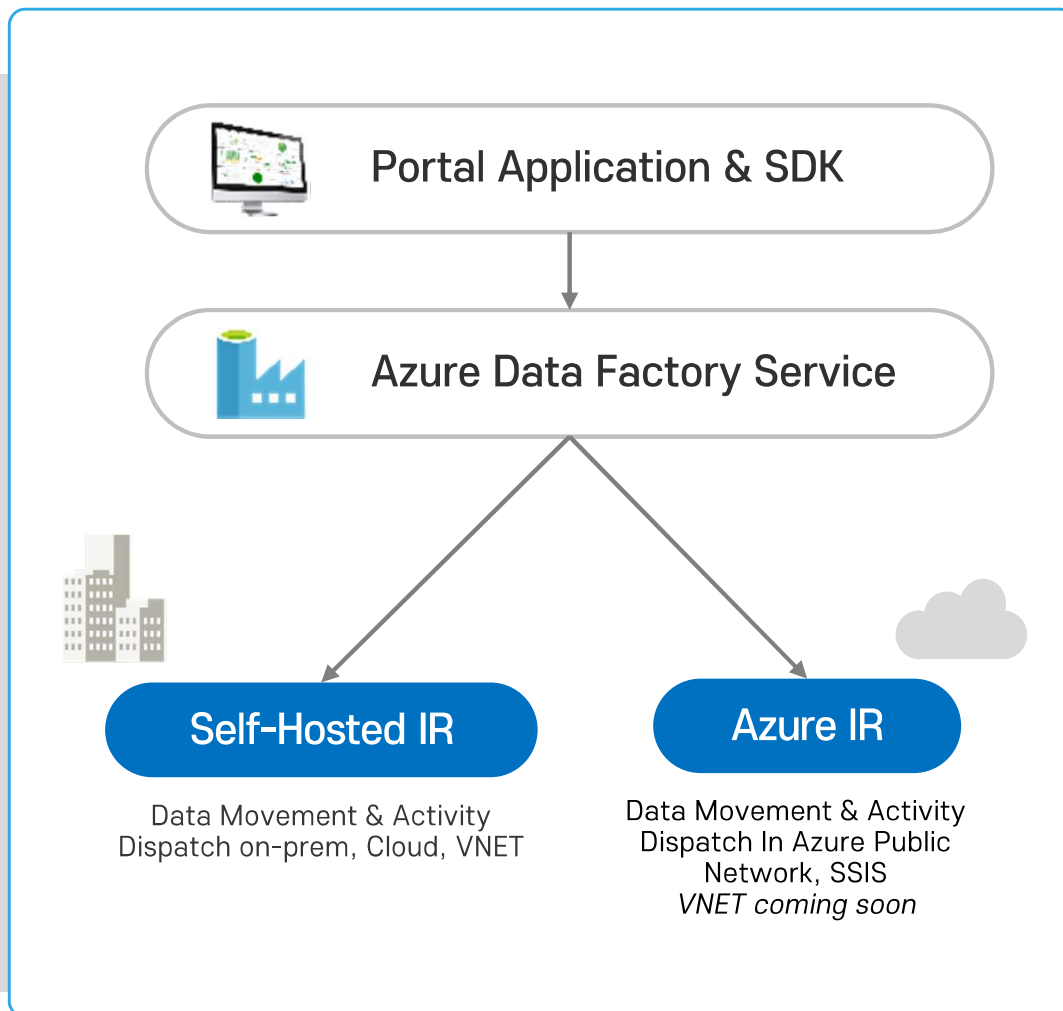 Portal Application & SDK
Azure Data Factory Service
Self-Hosted IR
Data Movement & Activity
Dispatch on-prem, Cloud, VNET
Azure IR
Data Movement & Activity
Dispatch In Azure Public
Network, SSIS
VNET coming soon